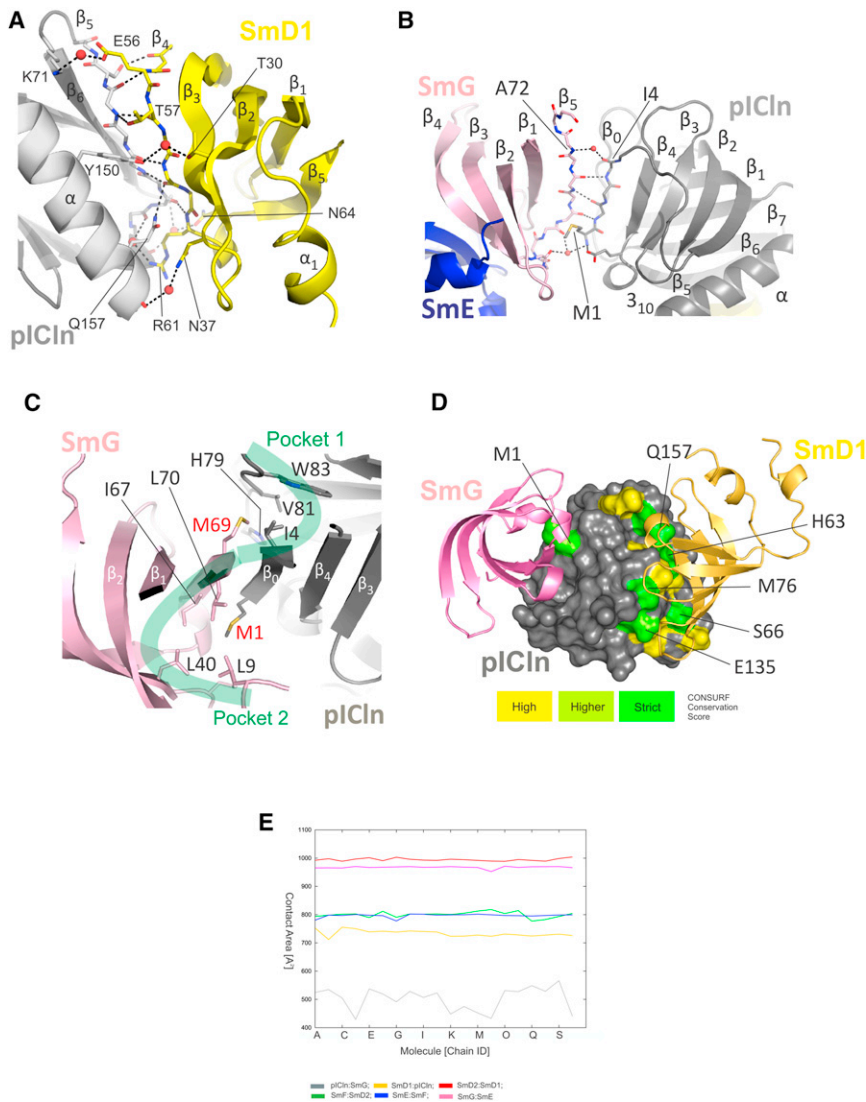 A
β5
E56
β4
SmD1
K71
β6
T57
β3
T30
β2
β1
Y150
α
β5
N64
α1
Q157
R61
N37
pICln
B
SmG
A72
β5
I4
pICln
β4
β3
β1
β0
β3
β2
β4
β2
β1
β7
β6
SmE
β5
α
310
M1
C
SmG
Pocket 1
H79
W83
L70
V81
I67
M69
I4
β2
β1
β0
β4
β3
M1
L40
L9
Pocket 2
pICln
D
Q157
SmD1
M1
SmG
H63
M76
S66
pICln
E135
High
Higher
Strict
CONSURF
Conservation
Score
E
1100
1000
900
800
700
600
500
400
Contact Area [A²]
A C E G I K M O Q S
Molecule [Chain ID]
pICln:SmG; SmD1:pICln; SmD2:SmD1;
SmF:SmD2; SmE:SmF; SmG:SmE